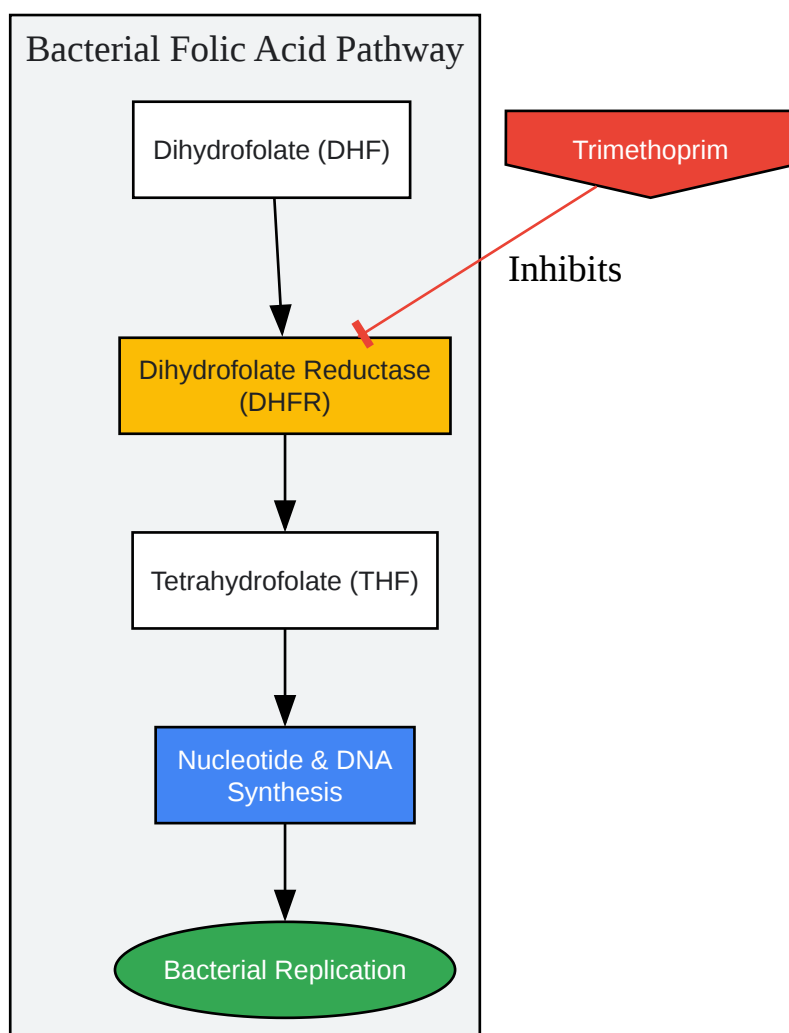 Bacterial Folic Acid Pathway
Dihydrofolate (DHF)
Trimethoprim
Inhibits
Dihydrofolate Reductase
(DHFR)
Tetrahydrofolate (THF)
Nucleotide & DNA
Synthesis
Bacterial Replication